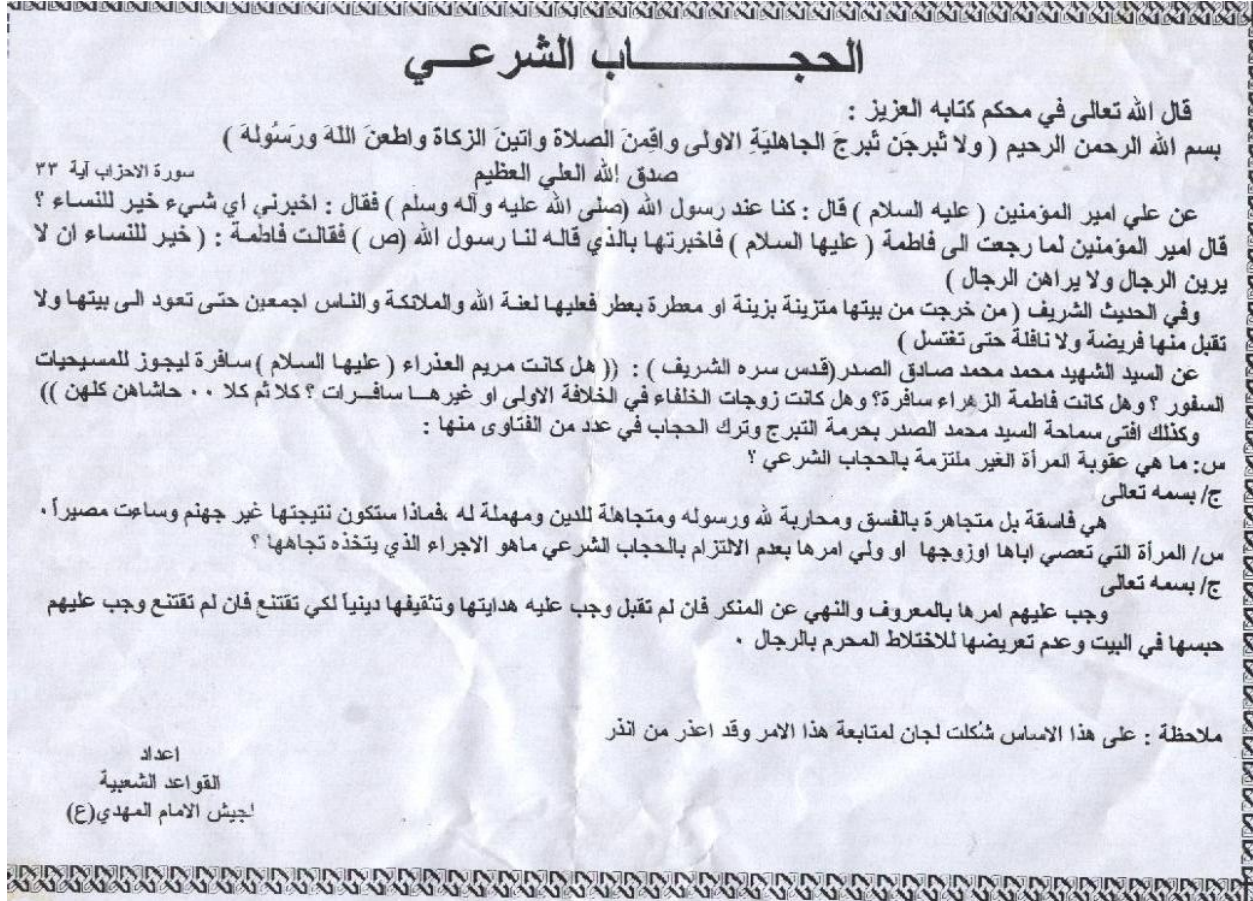 الحجــــــاب الشرعــي
قال الله تعالى في محكم كتابه العزيز :
بسم الله الرحمن الرحيم ( ولا تَبرجَن تَبرجَ الجاهليَةِ الاولى واقِمنَ الصلاة واتينَ الزكاة واطعنَ اللهَ ورَسُولهَ )
صدق الله العلي العظيم سورة الاحزاب آية ٣٣
عن علي امير المؤمنين ( عليه السلام ) قال : كنا عند رسول الله (صلى الله عليه وآله وسلم ) فقال : اخبرني اي شيء خير للنساء ؟
قال امير المؤمنين لما رجعت الى فاطمة ( عليها السلام ) فاخبرتها بالذي قاله لنا رسول الله (ص ) فقالت فاطمة : ( خير للنساء ان لا
يرين الرجال ولا يراهن الرجال )
وفي الحديث الشريف ( من خرجت من بيتها متزينة بزينة او معطرة بعطر فعليها لعنة الله والملائكة والناس اجمعين حتى تعود الى بيتها ولا
تقبل منها فريضة ولا نافلة حتى تغتسل )
عن السيد الشهيد محمد محمد صادق الصدر(قدس سره الشريف ) : (( هل كانت مريم العذراء ( عليها السلام ) سافرة ليجوز للمسيحيات
السفور ؟ وهل كانت فاطمة الزهراء سافرة؟ وهل كانت زوجات الخلفاء في الخلافة الاولى او غيرهــا سافــرات ؟ كلا ثم كلا ٠٠ حاشاهن كلهن ))
وكذلك افتى سماحة السيد محمد الصدر بحرمة التبرج وترك الحجاب في عدد من الفتاوى منها :
س: ما هي عقوبة المرأة الغير ملتزمة بالحجاب الشرعي ؟
ج/ بسمه تعالى
هي فاسقة بل متجاهرة بالفسق ومحاربة لله ورسوله ومتجاهلة للدين ومهملة له ،فماذا ستكون نتيجتها غير جهنم وساءت مصيراً ٠
س/ المرأة التي تعصي اباها اوزوجها او ولي امرها بعدم الالتزام بالحجاب الشرعي ماهو الاجراء الذي يتخذه تجاهها ؟
ج/ بسمه تعالى
وجب عليهم امرها بالمعروف والنهي عن المنكر فان لم تقبل وجب عليه هدايتها وتثقيفها دينياً لكي تقتنع فان لم تقتنع وجب عليهم
حبسها في البيت وعدم تعريضها للاختلاط المحرم بالرجال ٠
ملاحظة : على هذا الاساس شُكلت لجان لمتابعة هذا الامر وقد اعذر من انذر
اعداد
القواعد الشعبية
لجيش الامام المهدي(ع)